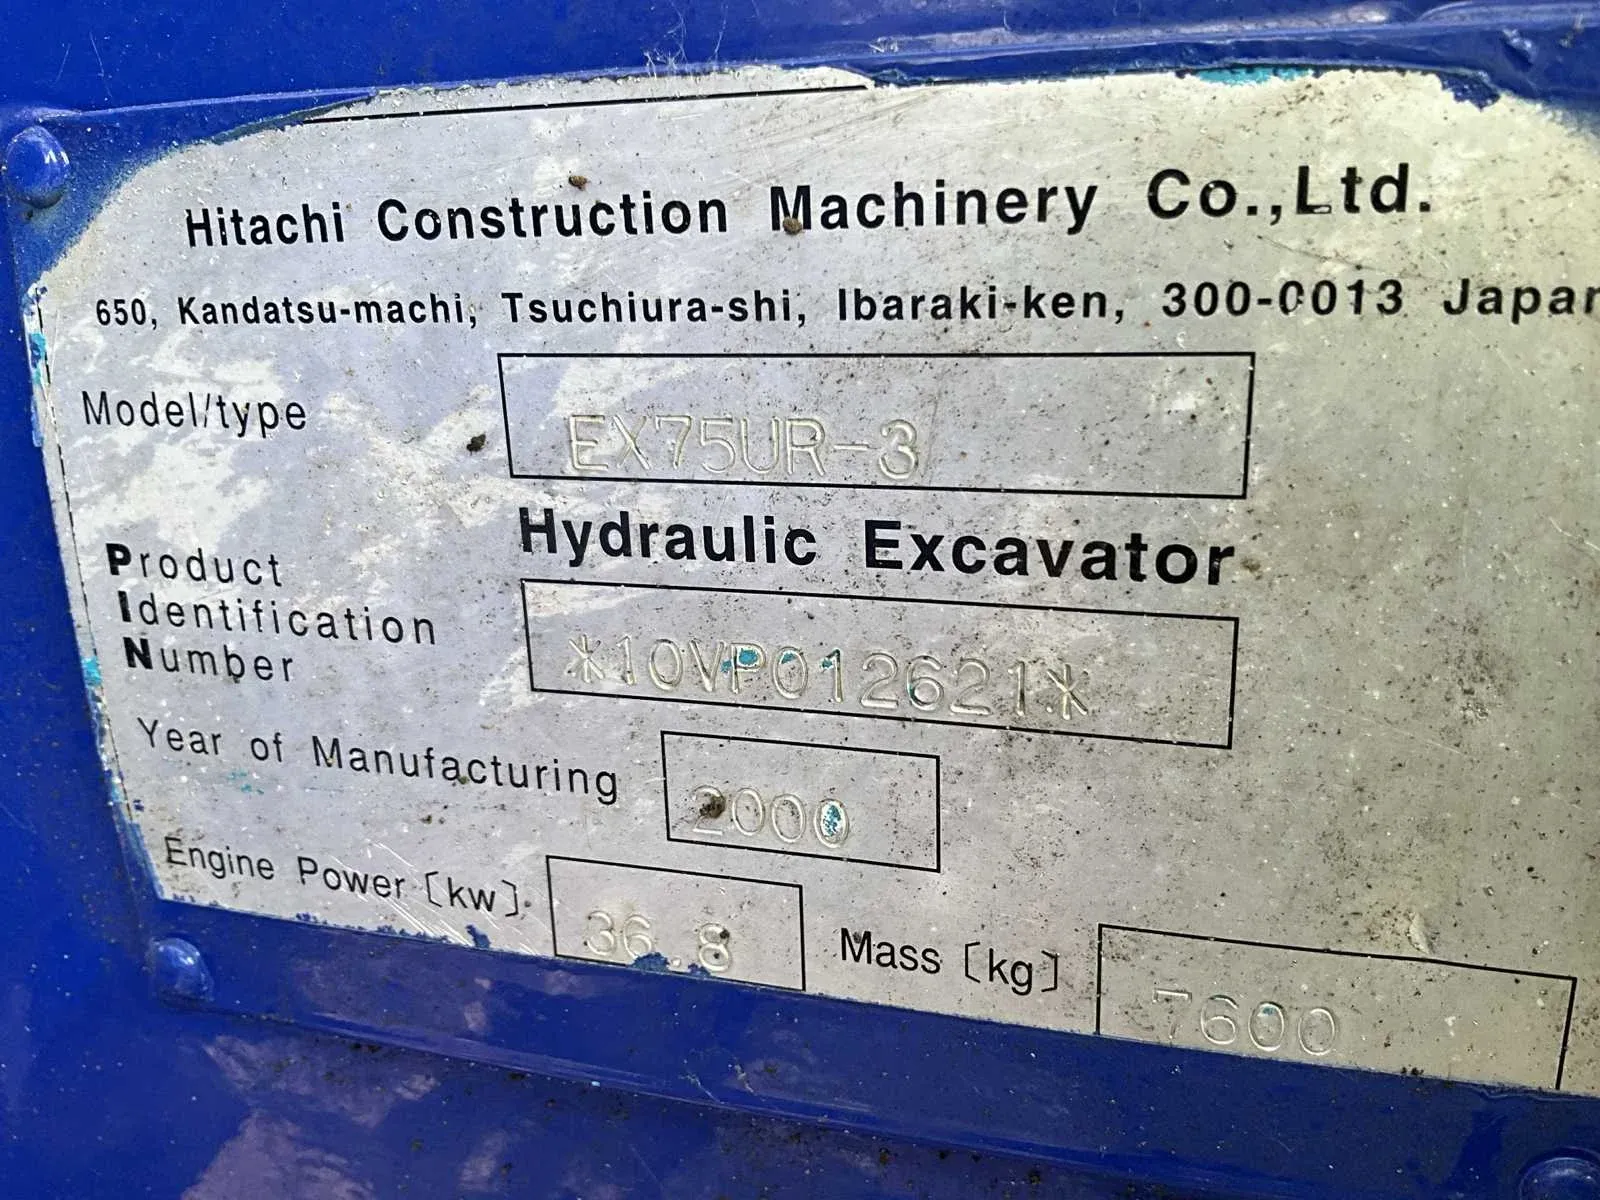 Hitachi Construction Machinery Co.,Ltd.
650, Kandatsu-machi, Tsuchiura-shi, Ibaraki-ken, 300-0013 Japan
Model/type EX75UR-3
Hydraulic Excavator
Product
Identification
Number *10VP012621*
Year of Manufacturing 2000
Engine Power [kw] 36.8 Mass [kg] 7600